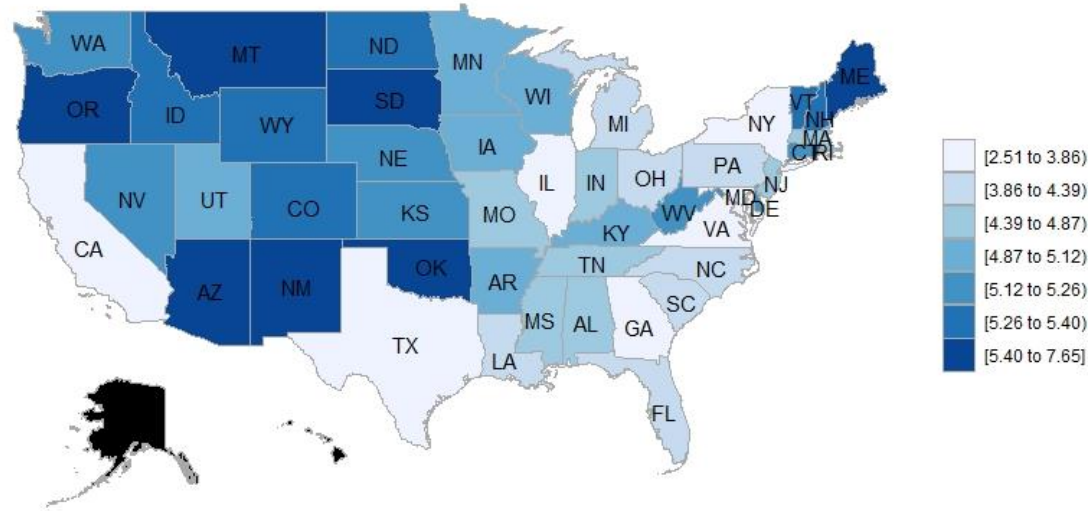 WA
MT
ND
MN
OR
ID
SD
WI
MI
ME
VT
NH
NY
MA
CT
RI
WY
NE
IA
PA
NJ
NV
UT
CO
KS
MO
IL
IN
OH
MD
DE
WV
VA
KY
CA
AZ
NM
OK
AR
TN
NC
SC
TX
LA
MS
AL
GA
FL
[2.51 to 3.86)
[3.86 to 4.39)
[4.39 to 4.87)
[4.87 to 5.12)
[5.12 to 5.26)
[5.26 to 5.40)
[5.40 to 7.65]